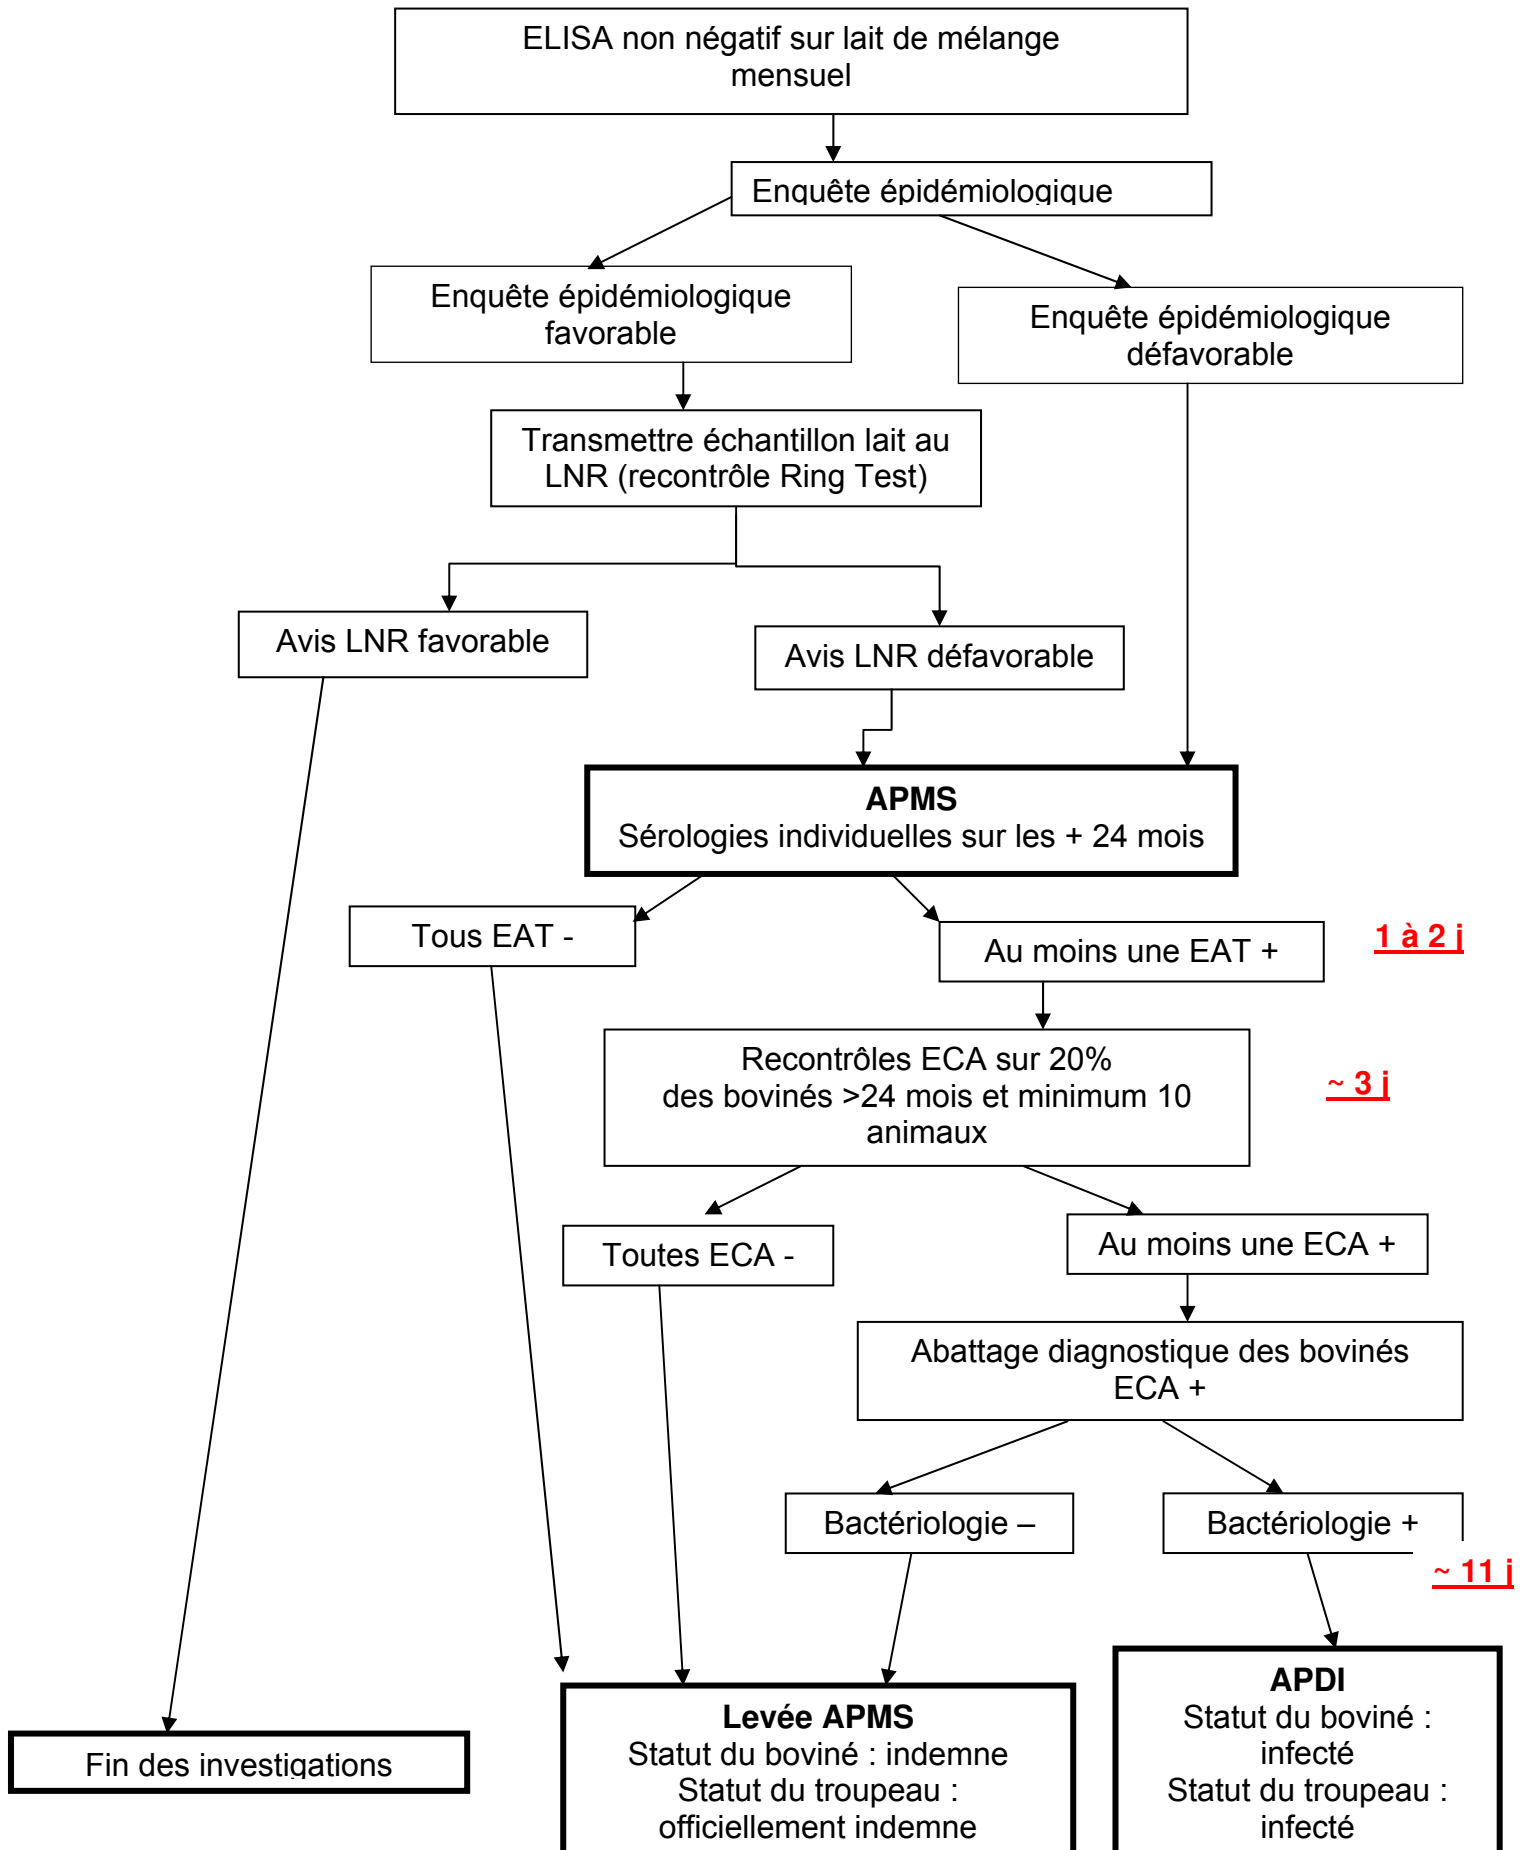 ELISA non négatif sur lait de mélange
mensuel
Enquête épidémiologique
Enquête épidémiologique
favorable
Enquête épidémiologique
défavorable
Transmettre échantillon lait au
LNR (recontrôle Ring Test)
Avis LNR favorable
Avis LNR défavorable
APMS
Sérologies individuelles sur les + 24 mois
Tous EAT -
Au moins une EAT +
1 à 2 j
Recontrôles ECA sur 20%
des bovinés >24 mois et minimum 10
animaux
~ 3 j
Toutes ECA -
Au moins une ECA +
Abattage diagnostique des bovinés
ECA +
Bactériologie –
Bactériologie +
~ 11 j
Fin des investigations
Levée APMS
Statut du boviné : indemne
Statut du troupeau :
officiellement indemne
APDI
Statut du boviné :
infecté
Statut du troupeau :
infecté